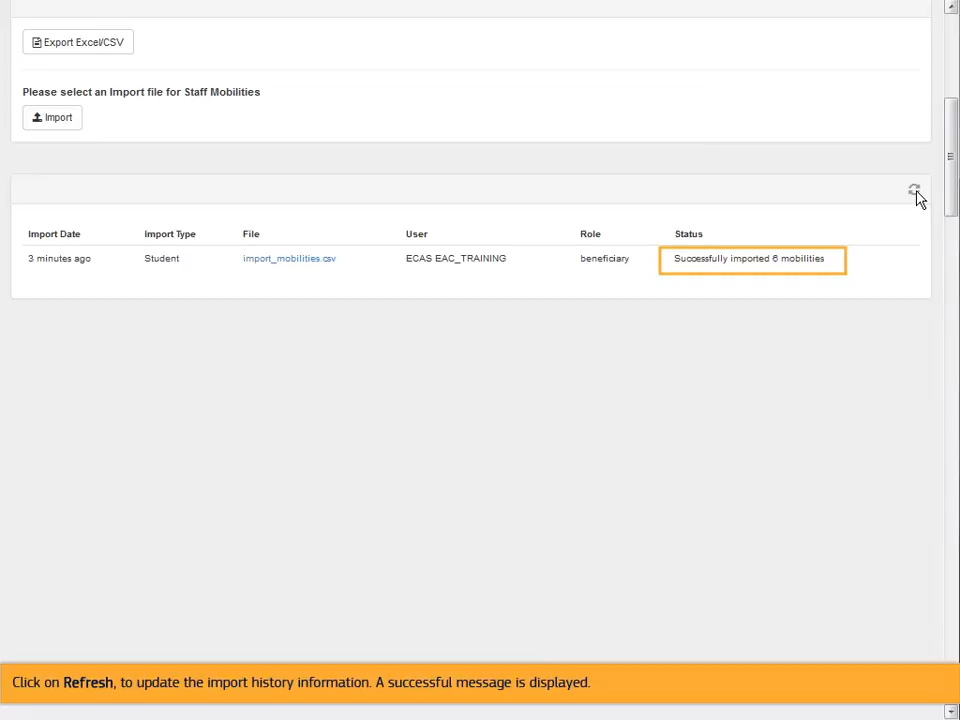 Export Excel/CSV
Please select an Import file for Staff Mobilities
Import
Import Date Import Type File User Role Status
3 minutes ago Student import_mobilities.csv ECAS EAC_TRAINING beneficiary Successfully imported 6 mobilities
Click on Refresh, to update the import history information. A successful message is displayed.